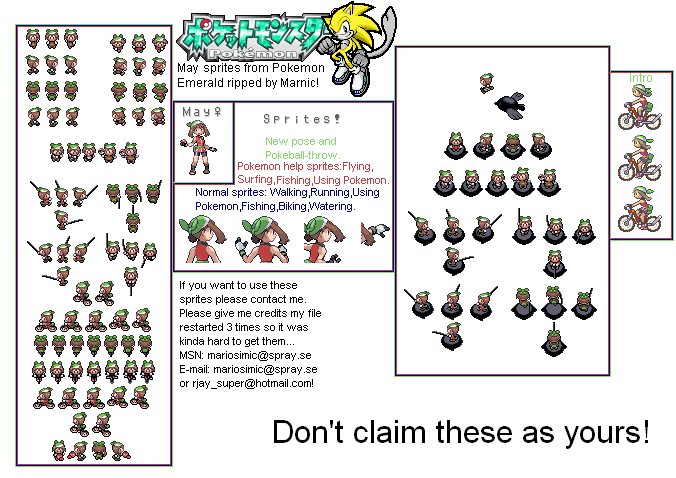 ポケットモンスター
Pokémon
May sprites from Pokemon
Emerald ripped by Marnic!
May♀
Sprites!
New pose and
Pokeball-throw.
Pokemon help sprites:Flying,
Surfing,Fishing,Using Pokemon.
Normal sprites: Walking,Running,Using
Pokemon,Fishing,Biking,Watering.
Intro
If you want to use these
sprites please contact me.
Please give me credits my file
restarted 3 times so it was
kinda hard to get them...
MSN: mariosimic@spray.se
E-mail: mariosimic@spray.se
or rjay_super@hotmail.com!
Don't claim these as yours!